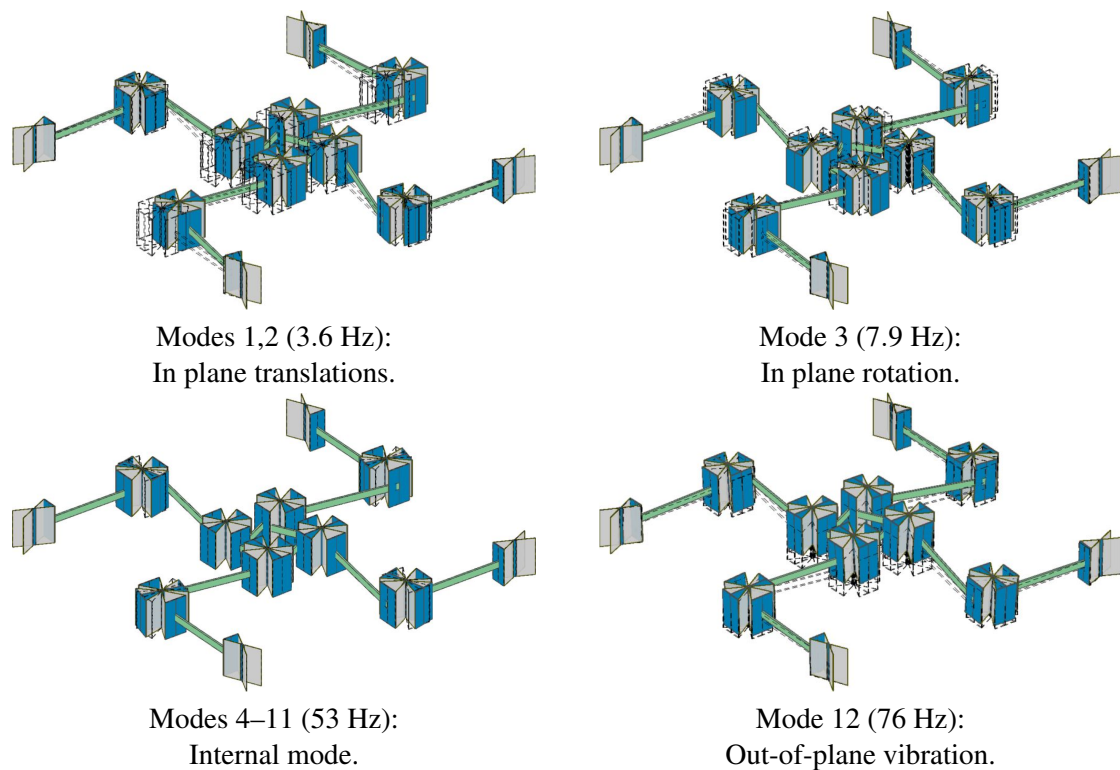 Modes 1,2 (3.6 Hz):
In plane translations.
Mode 3 (7.9 Hz):
In plane rotation.
Modes 4–11 (53 Hz):
Internal mode.
Mode 12 (76 Hz):
Out-of-plane vibration.